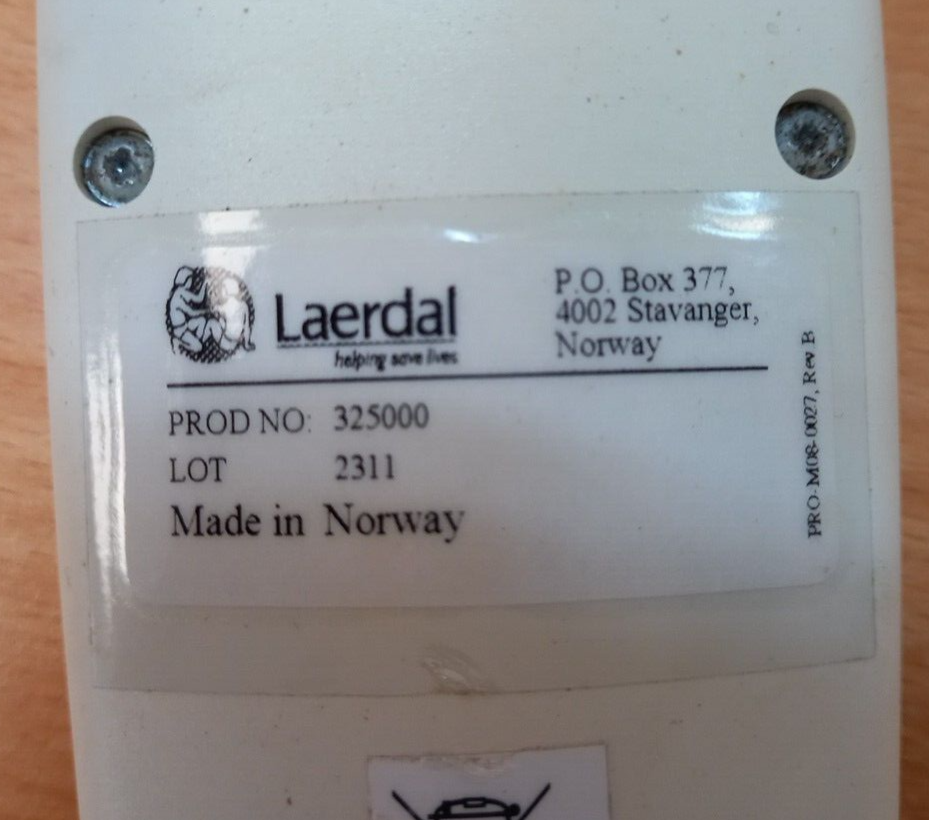 Laerdal
helping save lives
P.O. Box 377,
4002 Stavanger,
Norway
PROD NO: 325000
LOT 2311
Made in Norway
PRO-M08-0027, Rev B